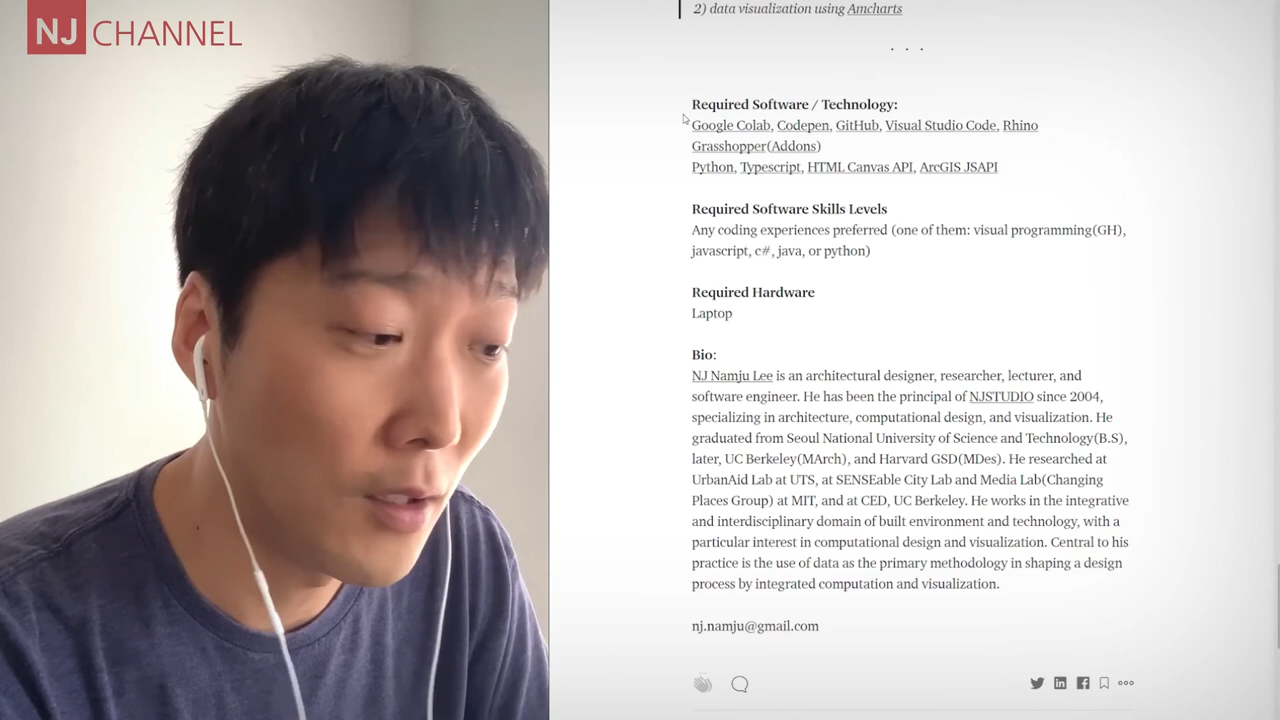 NJ CHANNEL
2) data visualization using Amcharts
. . .
Required Software / Technology:
Google Colab, Codepen, GitHub, Visual Studio Code, Rhino
Grasshopper(Addons)
Python, Typescript, HTML Canvas API, ArcGIS JSAPI
Required Software Skills Levels
Any coding experiences preferred (one of them: visual programming(GH),
javascript, c#, java, or python)
Required Hardware
Laptop
Bio:
NJ Namju Lee is an architectural designer, researcher, lecturer, and
software engineer. He has been the principal of NJSTUDIO since 2004,
specializing in architecture, computational design, and visualization. He
graduated from Seoul National University of Science and Technology(B.S),
later, UC Berkeley(MArch), and Harvard GSD(MDes). He researched at
UrbanAid Lab at UTS, at SENSEable City Lab and Media Lab(Changing
Places Group) at MIT, and at CED, UC Berkeley. He works in the integrative
and interdisciplinary domain of built environment and technology, with a
particular interest in computational design and visualization. Central to his
practice is the use of data as the primary methodology in shaping a design
process by integrated computation and visualization.
nj.namju@gmail.com